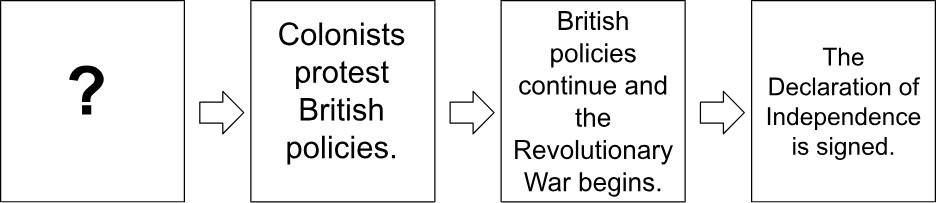 ?
Colonists
protest
British
policies.
British
policies
continue and
the
Revolutionary
War begins.
The
Declaration of
Independence
is signed.